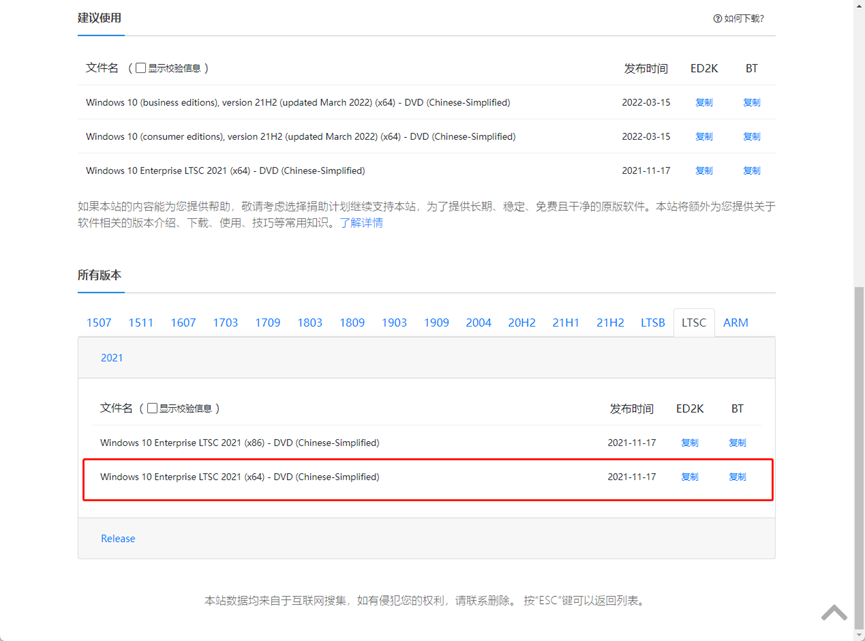 建议使用 如何下载?
文件名 ( 显示校验信息 ) 发布时间 ED2K BT
Windows 10 (business editions), version 21H2 (updated March 2022) (x64) - DVD (Chinese-Simplified) 2022-03-15 复制 复制
Windows 10 (consumer editions), version 21H2 (updated March 2022) (x64) - DVD (Chinese-Simplified) 2022-03-15 复制 复制
Windows 10 Enterprise LTSC 2021 (x64) - DVD (Chinese-Simplified) 2021-11-17 复制 复制
如果本站的内容能为您提供帮助，敬请考虑选择捐助计划继续支持本站，为了提供长期、稳定、免费且干净的原版软件。本站将额外为您提供关于
软件相关的版本介绍、下载、使用、技巧等常用知识。了解详情
所有版本
1507 1511 1607 1703 1709 1803 1809 1903 1909 2004 20H2 21H1 21H2 LTSB LTSC ARM
2021
文件名 ( 显示校验信息 ) 发布时间 ED2K BT
Windows 10 Enterprise LTSC 2021 (x86) - DVD (Chinese-Simplified) 2021-11-17 复制 复制
Windows 10 Enterprise LTSC 2021 (x64) - DVD (Chinese-Simplified) 2021-11-17 复制 复制
Release
本站数据均来自于互联网搜集，如有侵犯您的权利，请联系删除。 按"ESC"键可以返回列表。